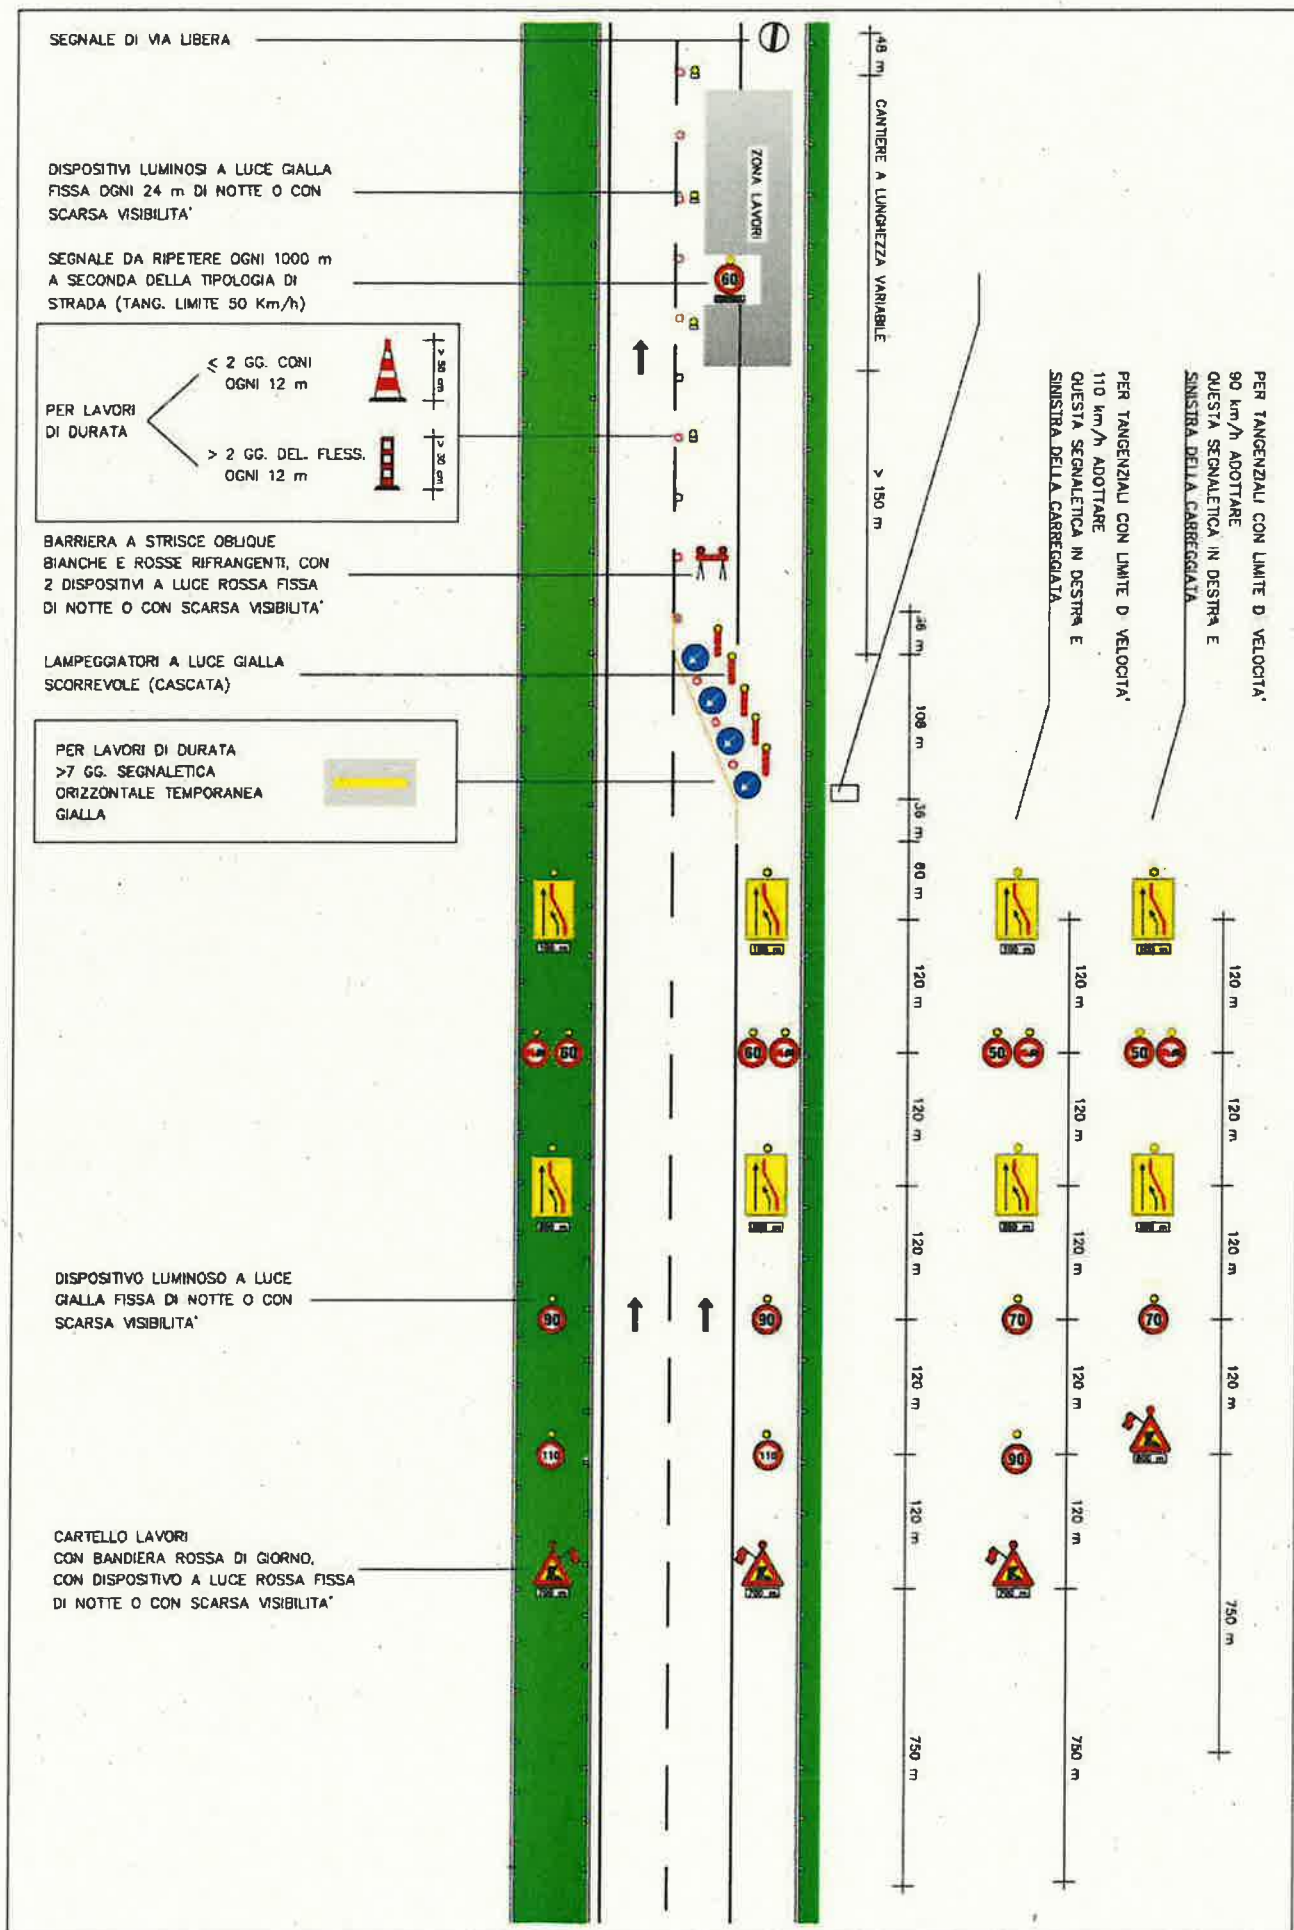 SEGNALE DI VIA LIBERA
DISPOSITIVI LUMINOSI A LUCE GIALLA
FISSA OGNI 24 m DI NOTTE O CON
SCARSA VISIBILITA'
SEGNALE DA RIPETERE OGNI 1000 m
A SECONDA DELLA TIPOLOGIA DI
STRADA (TANG. LIMITE 50 Km/h)
PER LAVORI
DI DURATA
≤ 2 GG. CONI
OGNI 12 m
> 50 cm
> 2 GG. DEL. FLESS.
OGNI 12 m
> 30 cm
BARRIERA A STRISCE OBLIQUE
BIANCHE E ROSSE RIFRANGENTI, CON
2 DISPOSITIVI A LUCE ROSSA FISSA
DI NOTTE O CON SCARSA VISIBILITA'
LAMPEGGIATORI A LUCE GIALLA
SCORREVOLE (CASCATA)
PER LAVORI DI DURATA
>7 GG. SEGNALETICA
ORIZZONTALE TEMPORANEA
GIALLA
DISPOSITIVO LUMINOSO A LUCE
GIALLA FISSA DI NOTTE O CON
SCARSA VISIBILITA'
CARTELLO LAVORI
CON BANDIERA ROSSA DI GIORNO,
CON DISPOSITIVO A LUCE ROSSA FISSA
DI NOTTE O CON SCARSA VISIBILITA'
ZONA LAVORI
60
60
90
110
700 m
60
90
110
700 m
48 m
CANTIERE A LUNGHEZZA VARIABILE
> 150 m
36 m
108 m
36 m
60 m
120 m
120 m
120 m
120 m
120 m
750 m
PER TANGENZIALI CON LIMITE D VELOCITA'
110 km/h ADOTTARE
QUESTA SEGNALETICA IN DESTRA E
SINISTRA DELLA CARREGGIATA
50
70
90
700 m
120 m
120 m
120 m
120 m
120 m
750 m
PER TANGENZIALI CON LIMITE D VELOCITA'
90 km/h ADOTTARE
QUESTA SEGNALETICA IN DESTRA E
SINISTRA DELLA CARREGGIATA
50
70
120 m
120 m
120 m
120 m
750 m